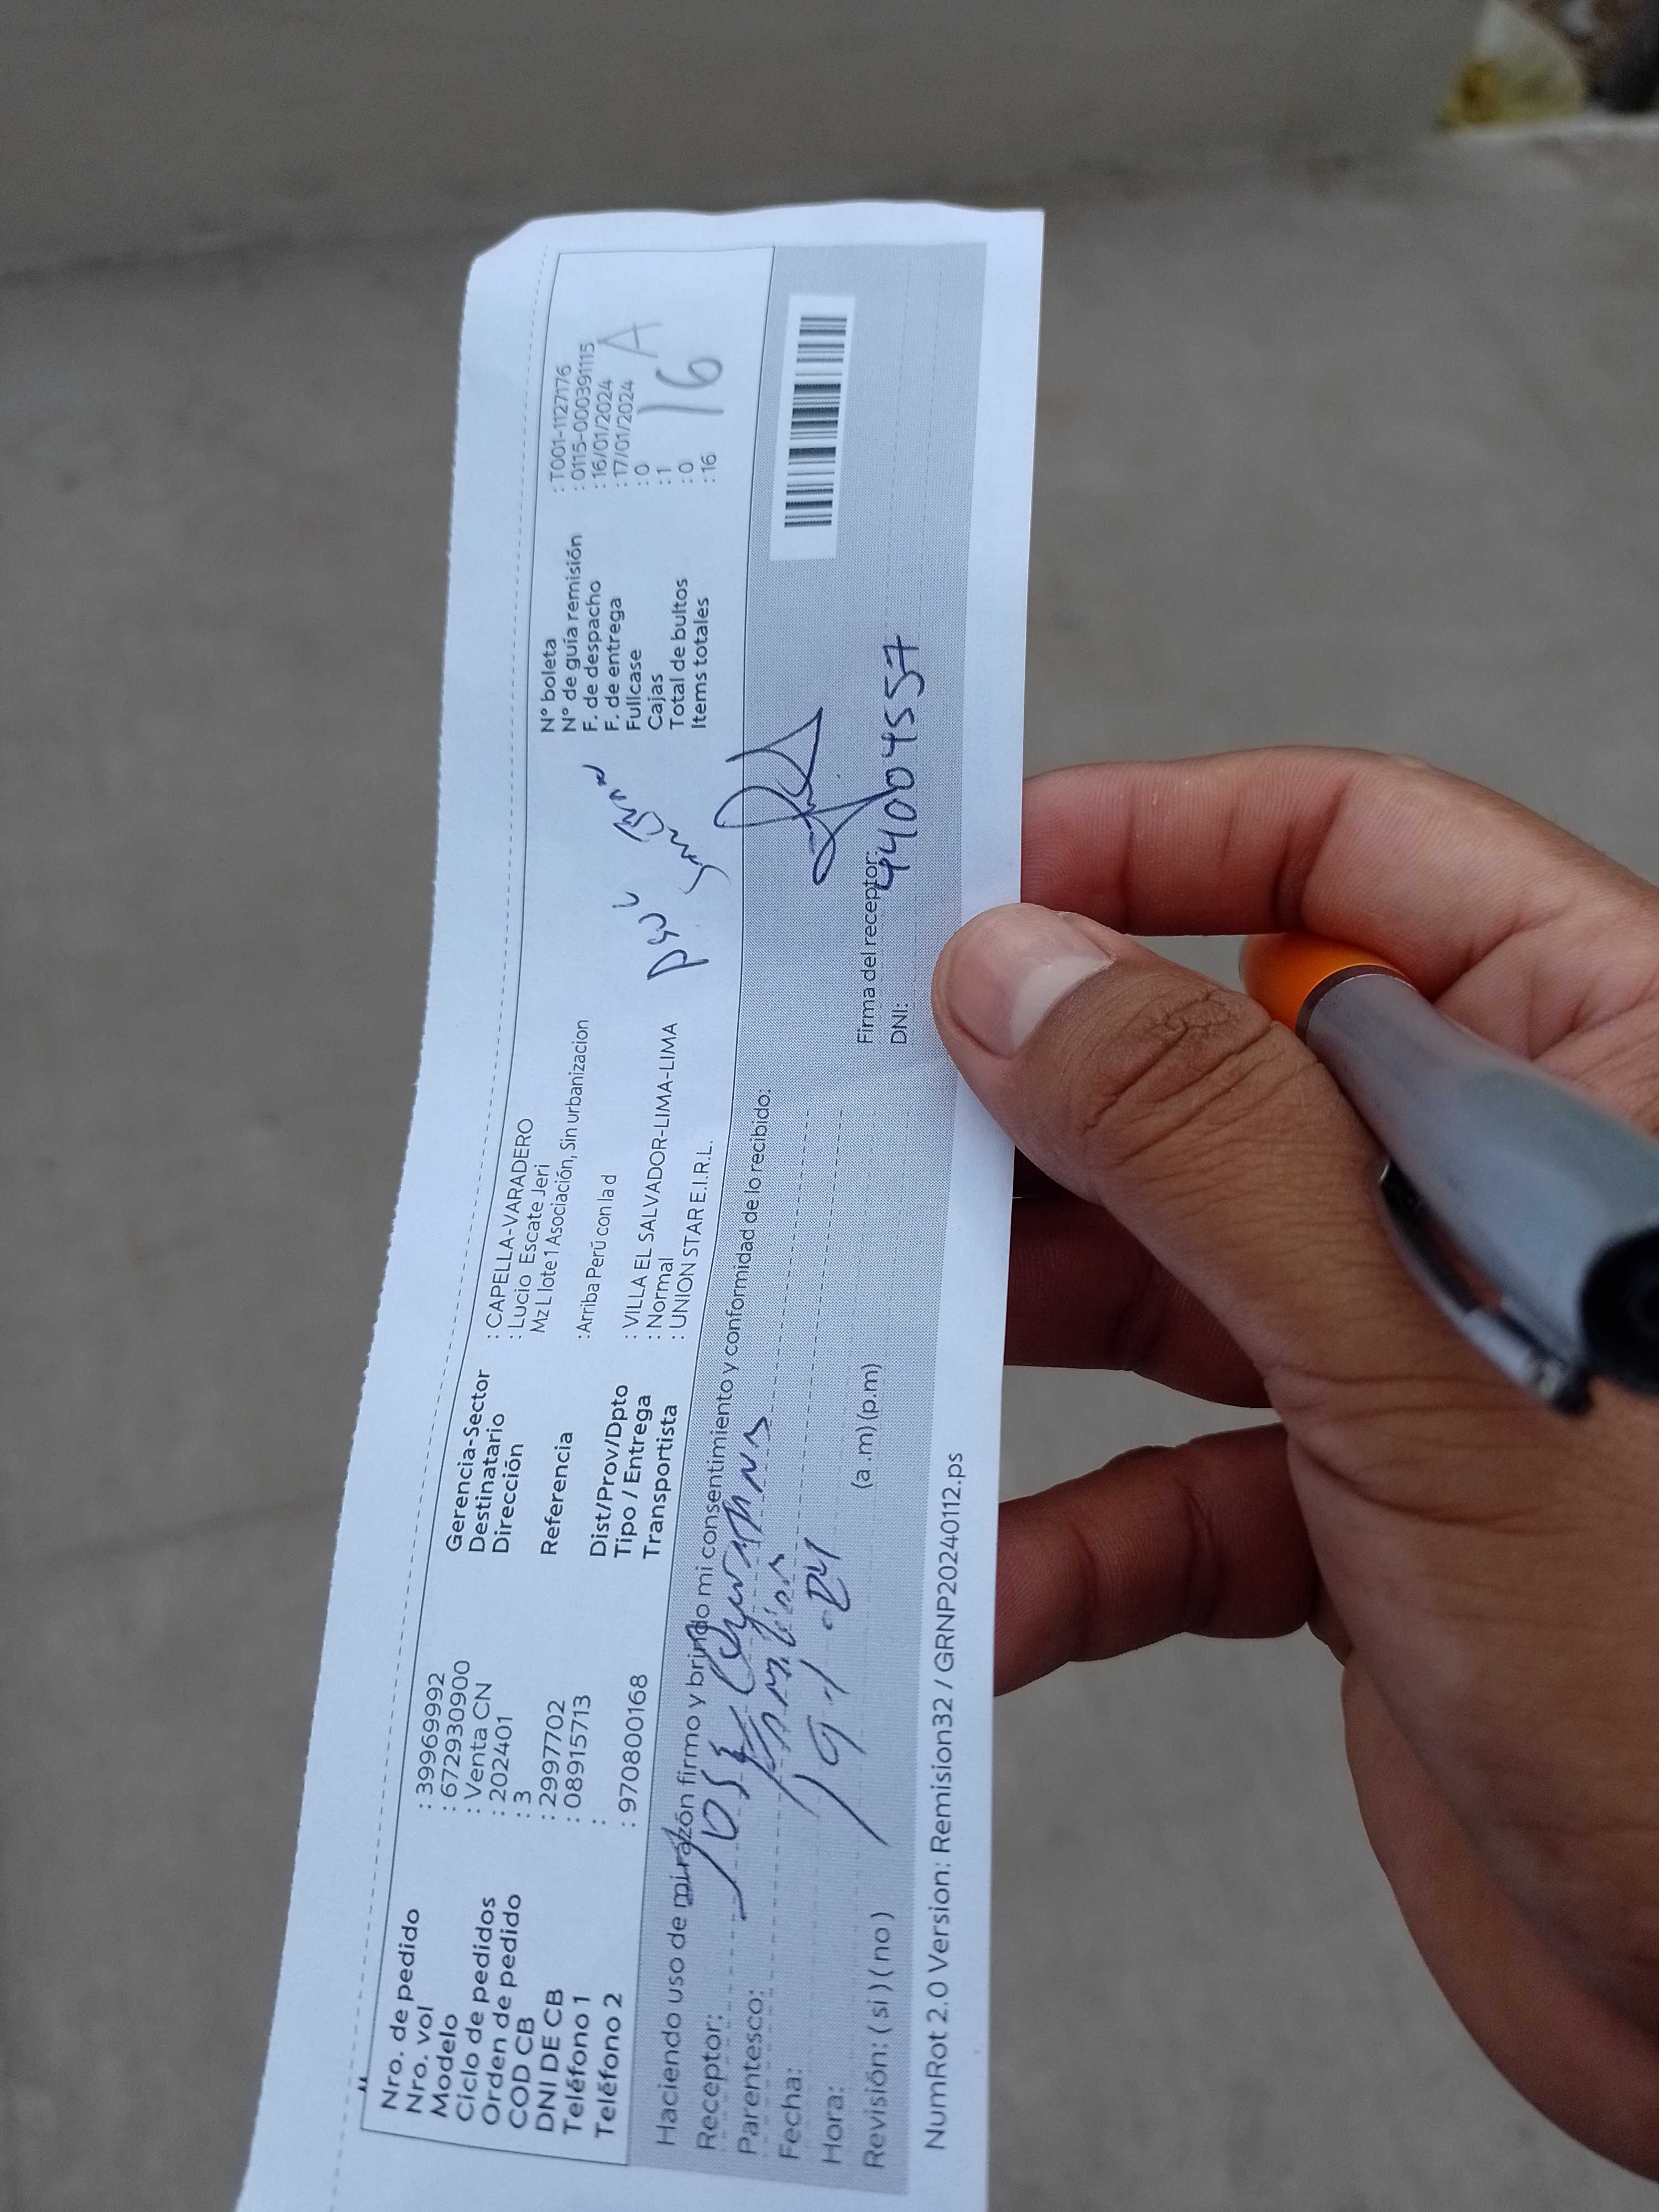 Nro. de pedido : 399669992
Nro. vol : 672930900
Modelo : Venta CN
Ciclo de pedidos : 202401
Orden de pedido : 3
COD CB : 2997702
DNI DE CB : 08915713
Teléfono 1 :
Teléfono 2 : 970800168
Gerencia-Sector : CAPELLA-VARADERO
Destinatario : Lucio Escate Jeri
Dirección Mz L lote 1 Asociación, Sin urbanizacion
Referencia : Arriba Perú con la d
Dist/Prov/Dpto : VILLA EL SALVADOR-LIMA-LIMA
Tipo / Entrega : Normal
Transportista : UNION STAR E.I.R.L.
N° boleta : T001-1127176
N° de guía remisión : 0115-000391115
F. de despacho : 16/01/2024
F. de entrega : 17/01/2024
Fullcase : 0
Cajas : 1
Total de bultos : 0
Items totales : 16
A
16
Haciendo uso de mi razón firmo y brindo mi consentimiento y conformidad de lo recibido:
Receptor:
Parentesco:
Fecha:
Hora: (a .m) (p.m)
Revisión: ( si ) ( no )
Firma del receptor:
DNI: 44004557
NumRot 2.0 Version: Remision32 / GRNP20240112.ps